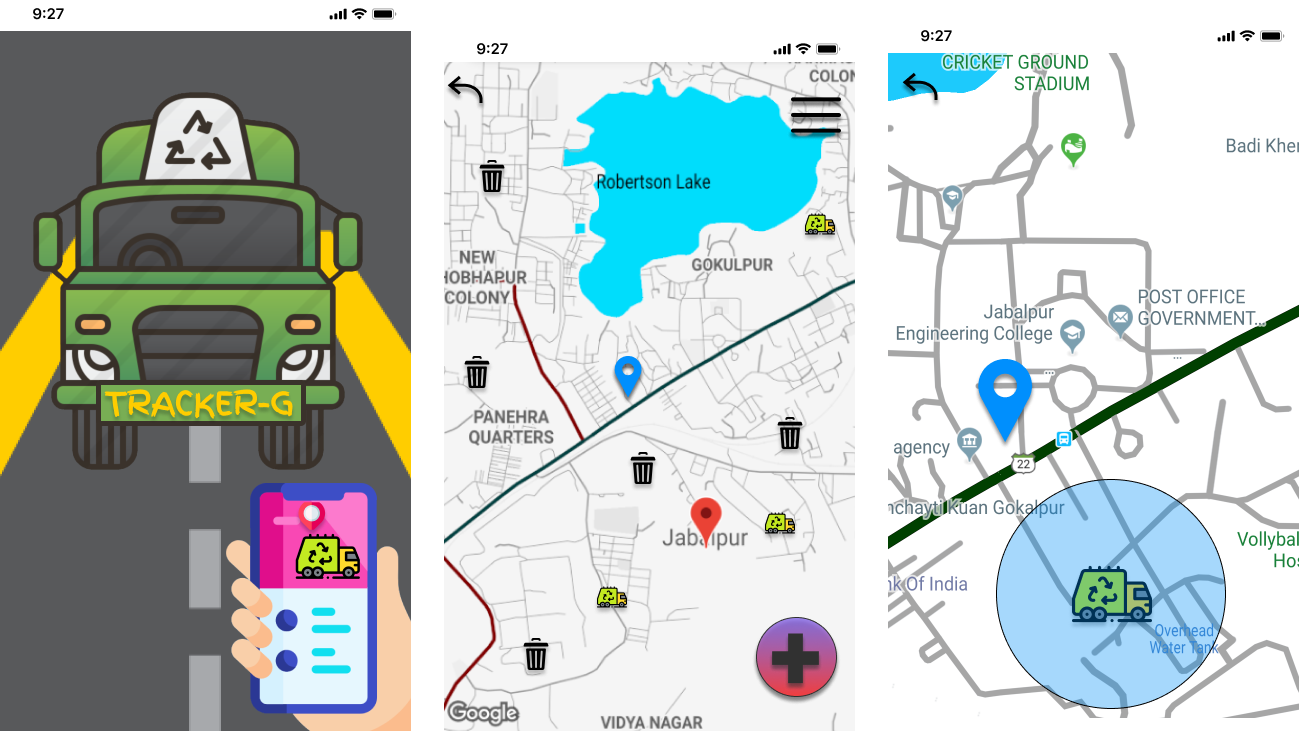 9:27
TRACKER-G
9:27
COLON
Robertson Lake
NEW
HOBHAPUR
COLONY
GOKULPUR
PANEHRA
QUARTERS
Jabalpur
Google
VIDYA NAGAR
9:27
CRICKET GROUND
STADIUM
Badi Kher
Jabalpur
Engineering College
POST OFFICE
GOVERNMENT...
agency
22
nchayti Kuan Gokalpur
Vollybal
Hos
nk Of India
Overhead
Water Tank